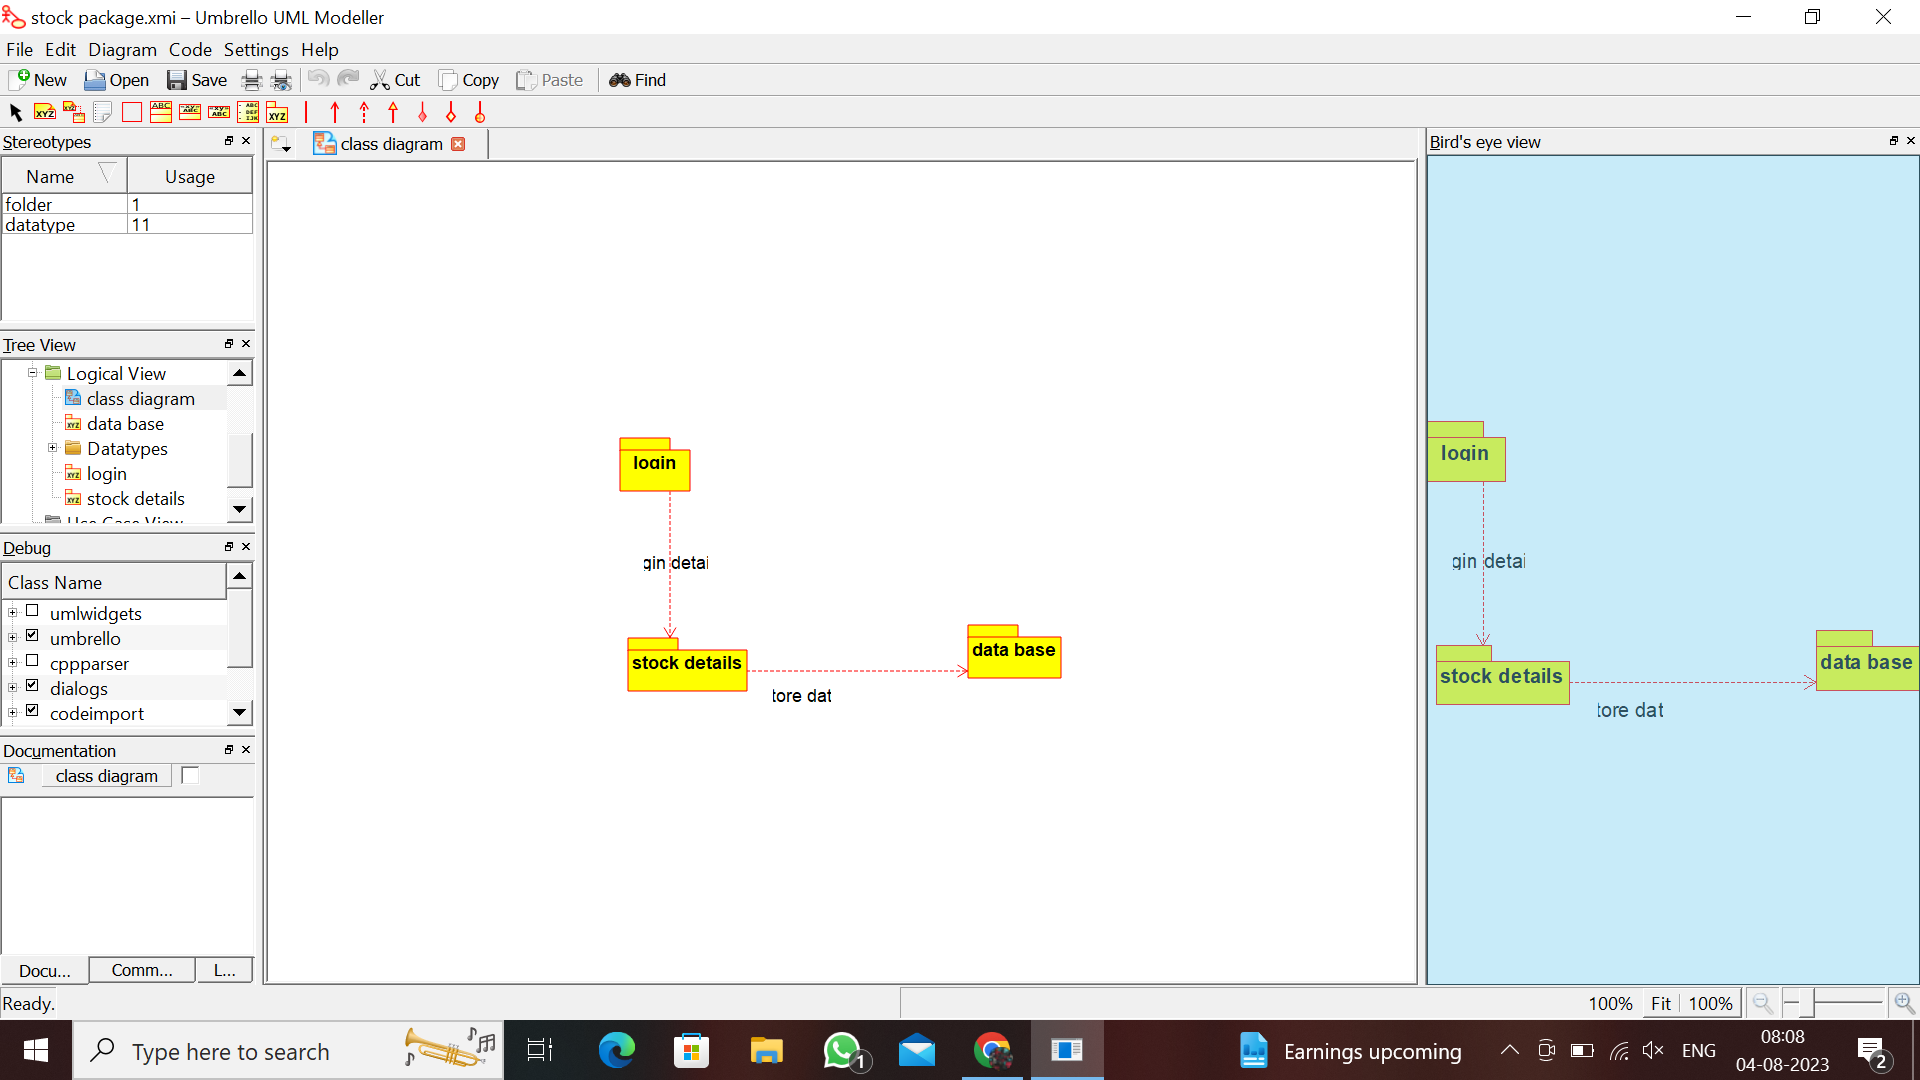 stock package.xmi – Umbrello UML Modeller
File Edit Diagram Code Settings Help
New Open Save Cut Copy Paste Find
Stereotypes
Name Usage
folder 1
datatype 11
Tree View
Logical View
class diagram
data base
Datatypes
login
stock details
Use Case View
Debug
Class Name
umlwidgets
umbrello
cppparser
dialogs
codeimport
Documentation
class diagram
Docu... Comm... L...
class diagram
login
gin detai
stock details
data base
tore dat
Bird's eye view
login
gin detai
stock details
data base
tore dat
Ready.
100% Fit 100%
Type here to search
1
Earnings upcoming
ENG
08:08
04-08-2023
2